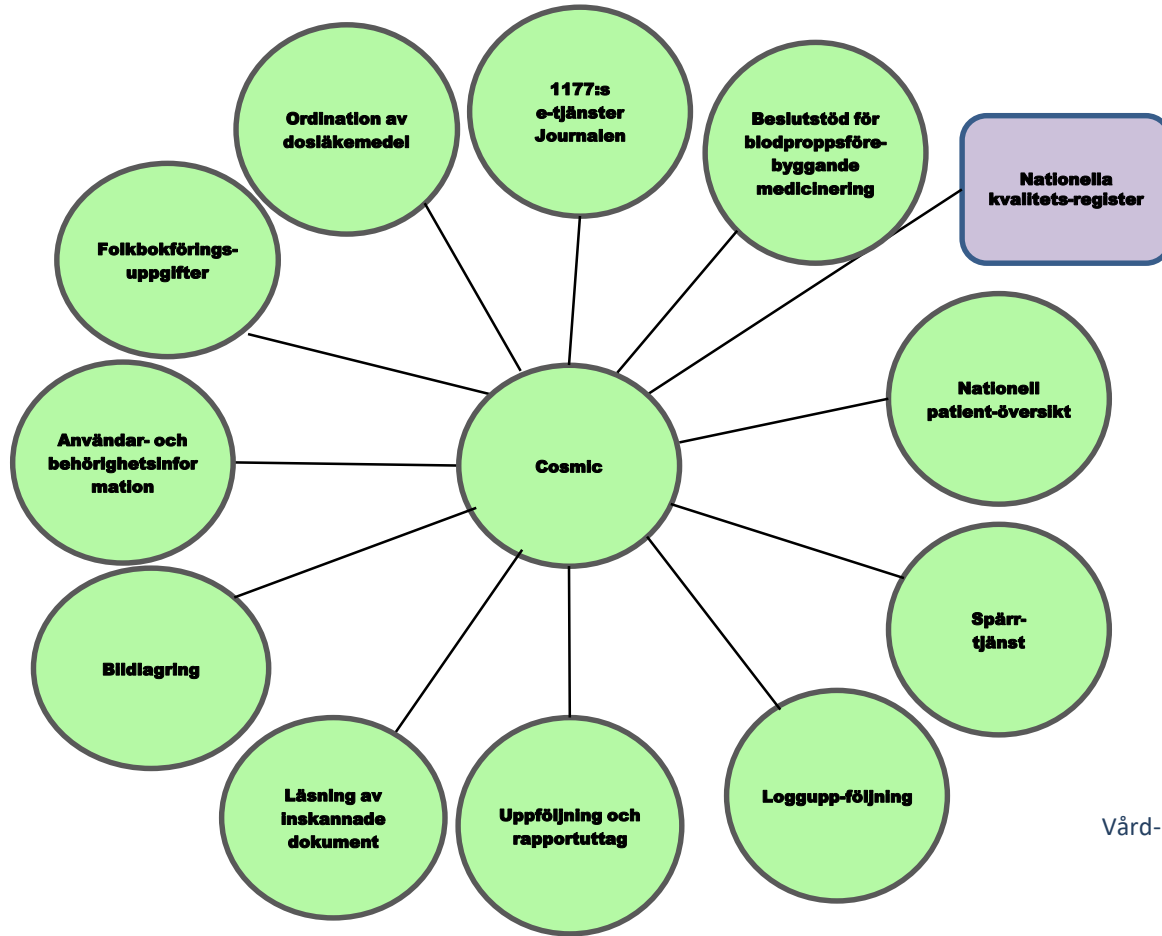 1177:s
e-tjänster
Journalen
Ordination av
dosläkemedel
Beslutstöd för
blodproppsföre-
byggande
medicinering
Nationella
kvalitets-register
Folkbokförings-
uppgifter
Nationell
patient-översikt
Användar- och
behörighetsinfor
mation
Cosmic
Spärr-
tjänst
Bildlagring
Läsning av
inskannade
dokument
Uppföljning och
rapportuttag
Loggupp-följning
Vård-